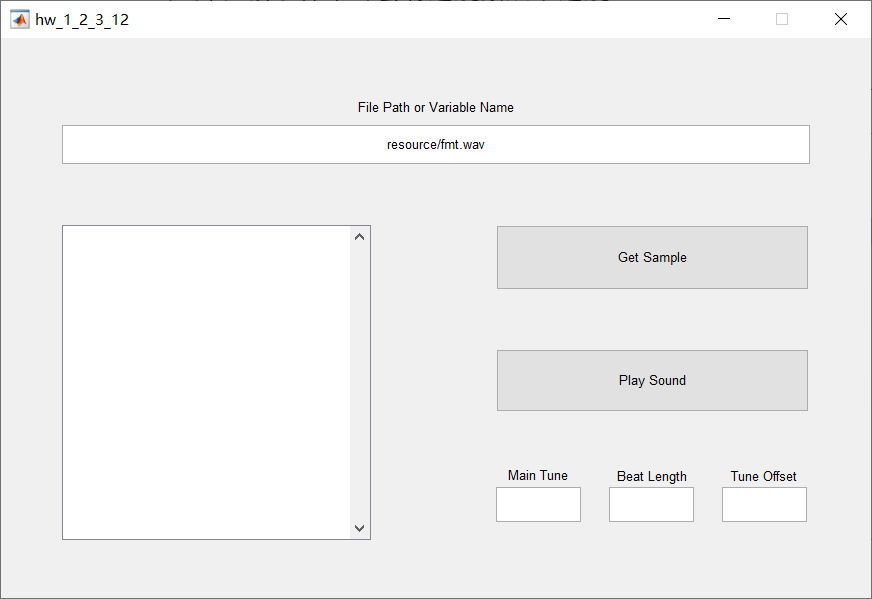 hw_1_2_3_12
File Path or Variable Name
resource/fmt.wav
Get Sample
Play Sound
Main Tune
Beat Length
Tune Offset